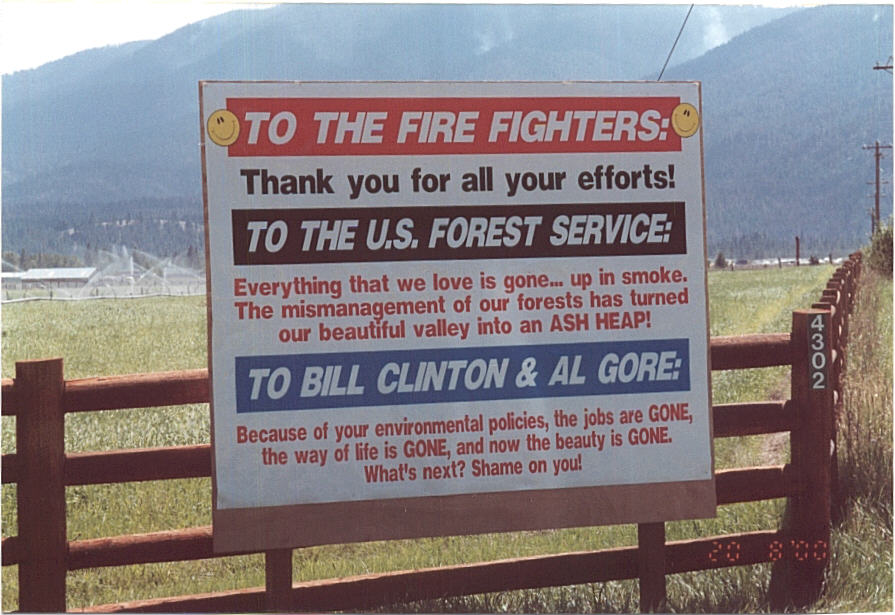 TO THE FIRE FIGHTERS:
Thank you for all your efforts!
TO THE U.S. FOREST SERVICE:
Everything that we love is gone... up in smoke.
The mismanagement of our forests has turned
our beautiful valley into an ASH HEAP!
TO BILL CLINTON & AL GORE:
Because of your environmental policies, the jobs are GONE,
the way of life is GONE, and now the beauty is GONE.
What's next? Shame on you!
4302
20 8'00